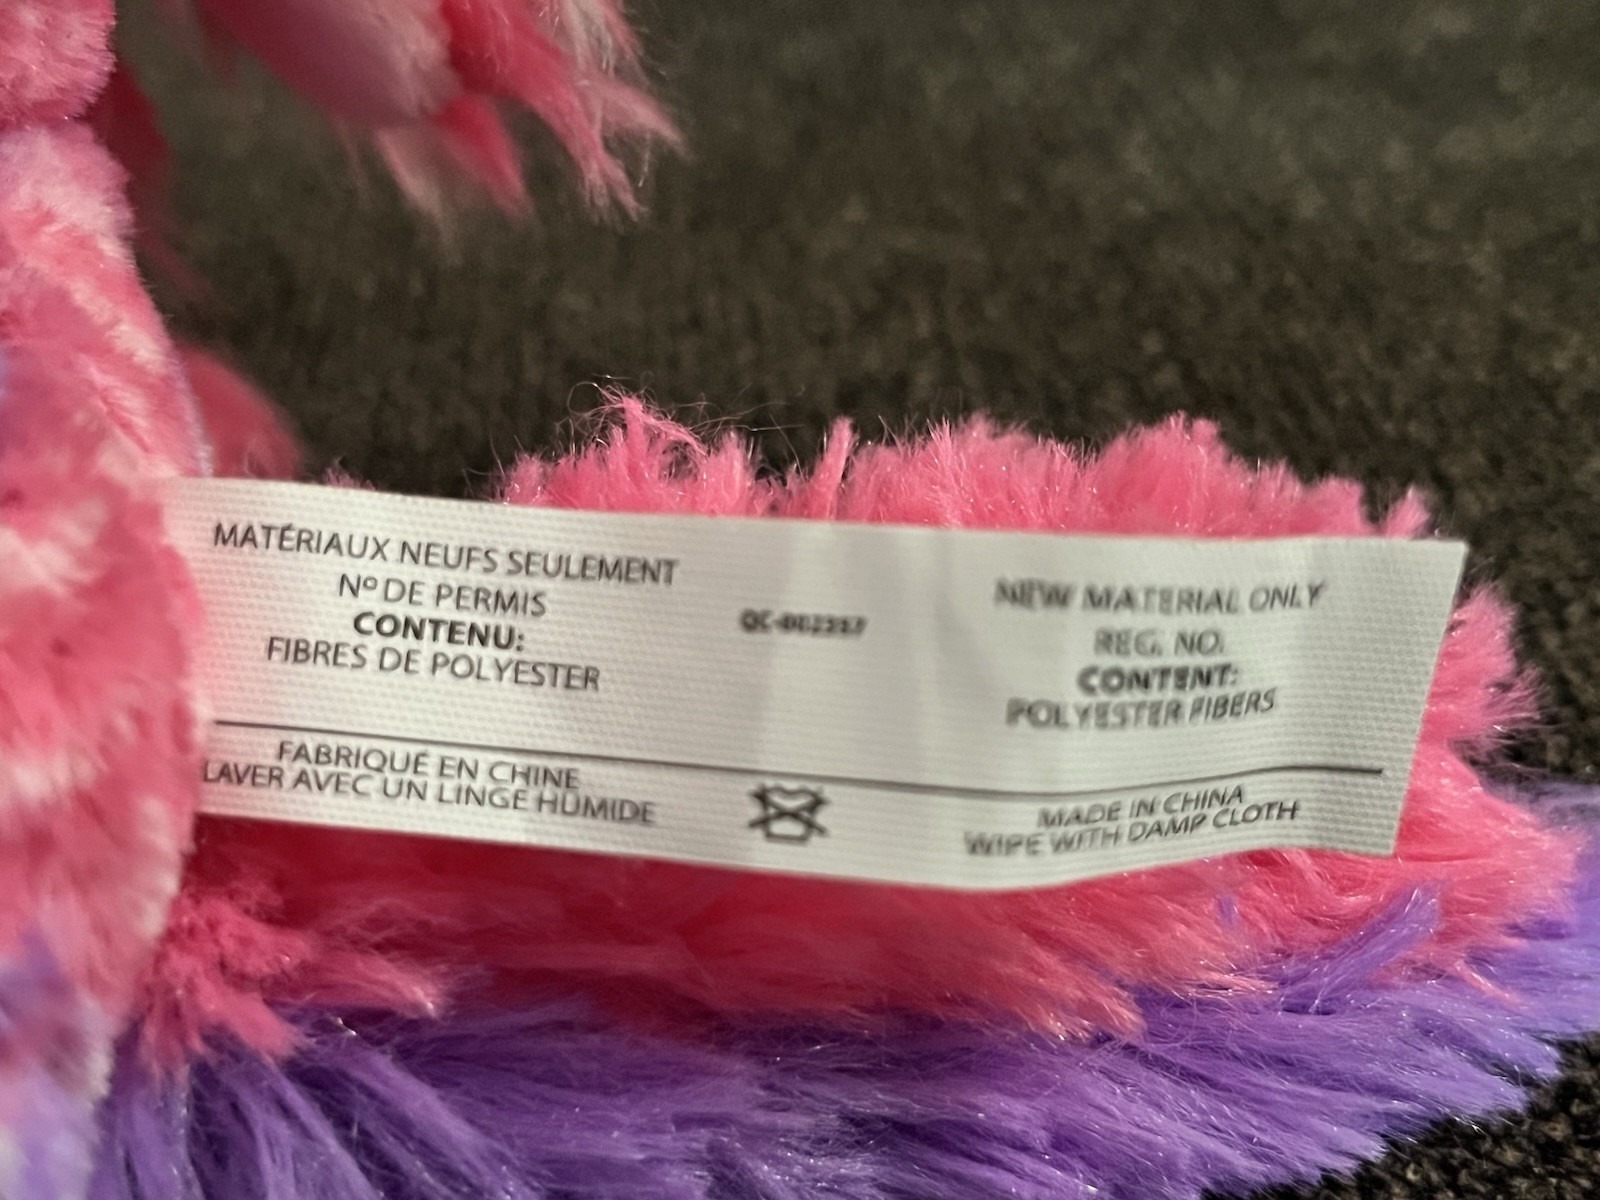 MATÉRIAUX NEUFS SEULEMENT
Nº DE PERMIS
CONTENU:
FIBRES DE POLYESTER
FABRIQUÉ EN CHINE
LAVER AVEC UN LINGE HUMIDE
NEW MATERIAL ONLY
REG. NO.
CONTENT:
POLYESTER FIBERS
MADE IN CHINA
WIPE WITH DAMP CLOTH